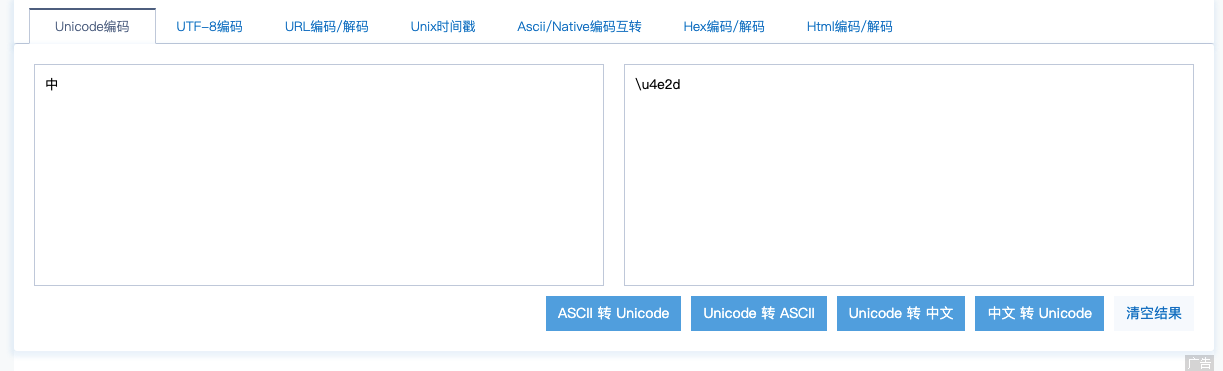 Unicode编码 UTF-8编码 URL编码/解码 Unix时间戳 Ascii/Native编码互转 Hex编码/解码 Html编码/解码
中 \u4e2d
ASCII 转 Unicode Unicode 转 ASCII Unicode 转 中文 中文 转 Unicode 清空结果
广告